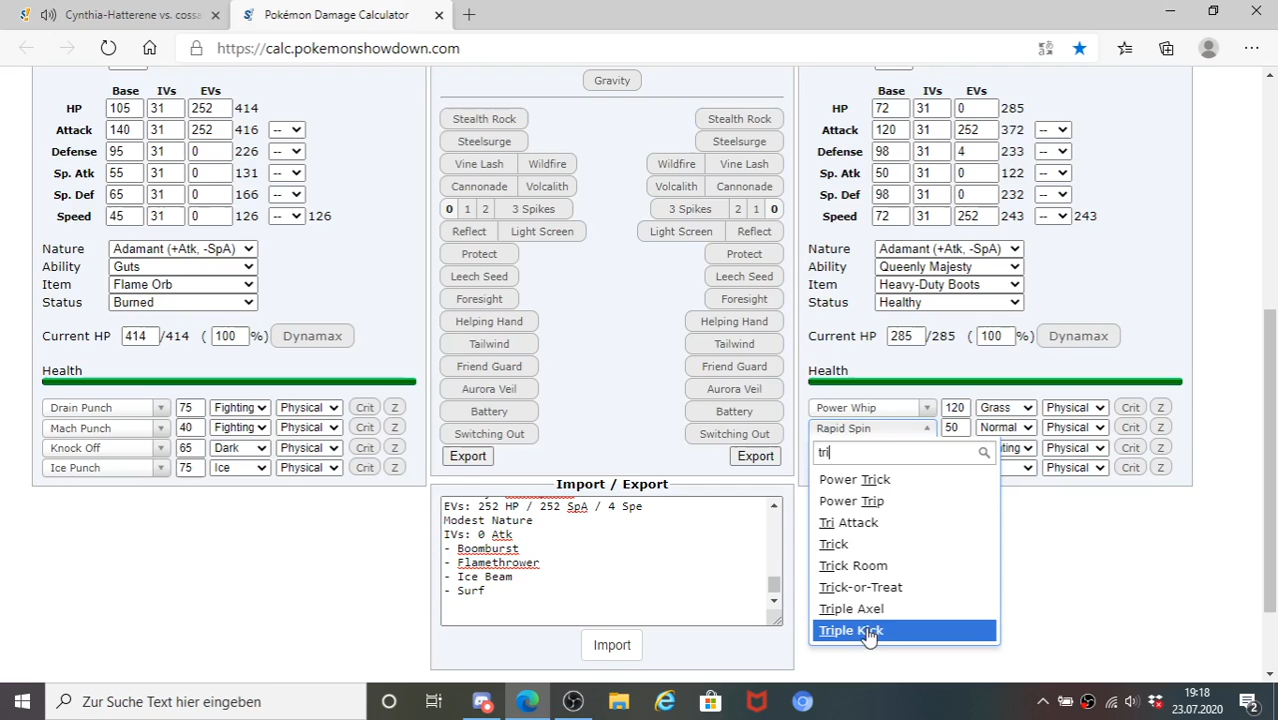 Cynthia-Hatterene vs. cossa
Pokémon Damage Calculator
https://calc.pokemonshowdown.com
Base IVs EVs
HP 105 31 252 414
Attack 140 31 252 416 --
Defense 95 31 0 226 --
Sp. Atk 55 31 0 131 --
Sp. Def 65 31 0 166 --
Speed 45 31 0 126 -- 126
Nature Adamant (+Atk, -SpA)
Ability Guts
Item Flame Orb
Status Burned
Current HP 414 /414 ( 100 %) Dynamax
Health
Drain Punch 75 Fighting Physical Crit Z
Mach Punch 40 Fighting Physical Crit Z
Knock Off 65 Dark Physical Crit Z
Ice Punch 75 Ice Physical Crit Z
Gravity
Stealth Rock Stealth Rock
Steelsurge Steelsurge
Vine Lash Wildfire Wildfire Vine Lash
Cannonade Volcalith Volcalith Cannonade
0 1 2 3 Spikes 3 Spikes 2 1 0
Reflect Light Screen Light Screen Reflect
Protect Protect
Leech Seed Leech Seed
Foresight Foresight
Helping Hand Helping Hand
Tailwind Tailwind
Friend Guard Friend Guard
Aurora Veil Aurora Veil
Battery Battery
Switching Out Switching Out
Export Export
Import / Export
EVs: 252 HP / 252 SpA / 4 Spe
Modest Nature
IVs: 0 Atk
- Boomburst
- Flamethrower
- Ice Beam
- Surf
Import
Base IVs EVs
HP 72 31 0 285
Attack 120 31 252 372 --
Defense 98 31 4 233 --
Sp. Atk 50 31 0 122 --
Sp. Def 98 31 0 232 --
Speed 72 31 252 243 -- 243
Nature Adamant (+Atk, -SpA)
Ability Queenly Majesty
Item Heavy-Duty Boots
Status Healthy
Current HP 285 /285 ( 100 %) Dynamax
Health
Power Whip 120 Grass Physical Crit Z
Rapid Spin 50 Normal Physical Crit Z
tri ting Physical Crit Z
Physical Crit Z
Power Trick
Power Trip
Tri Attack
Trick
Trick Room
Trick-or-Treat
Triple Axel
Triple Kick
Zur Suche Text hier eingeben
19:18
23.07.2020
2